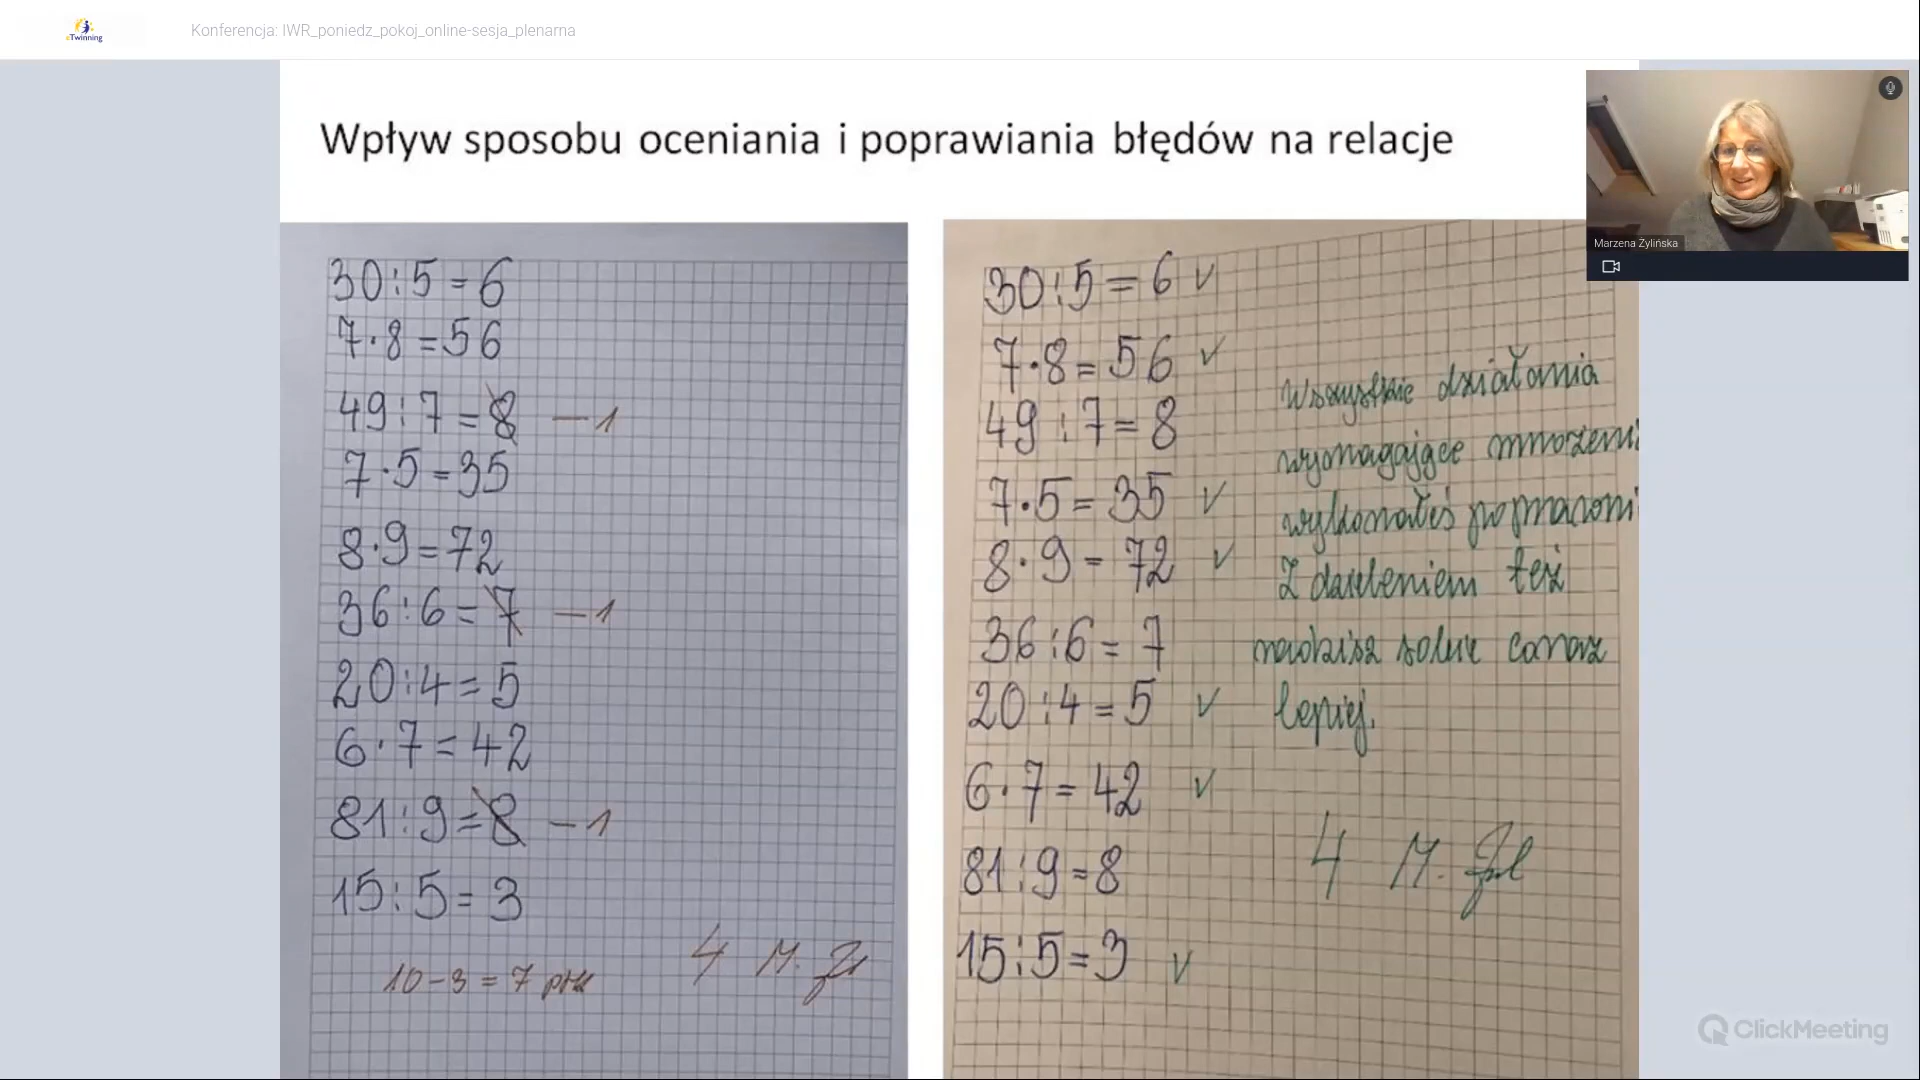 eTwinning
Konferencja: IWR_poniedz_pokoj_online-sesja_plenarna
Wpływ sposobu oceniania i poprawiania błędów na relacje
Marzena Żylińska
30:5=6
7·8=56
49:7=8 -1
7·5=35
8·9=72
36:6=7 -1
20:4=5
6·7=42
81:9=8 -1
15:5=3
10-3=7 pkt
4 M.
30:5=6 ✓
7·8=56 ✓
49:7=8
7·5=35 ✓
8·9=72 ✓
36:6=7
20:4=5 ✓
6·7=42 ✓
81:9=8
15:5=3 ✓
Wszystkie działania
wymagające mnożeni
wykonałeś poprawni
Z dzieleniem też
radzisz sobie coraz
lepiej.
4 M.
ClickMeeting